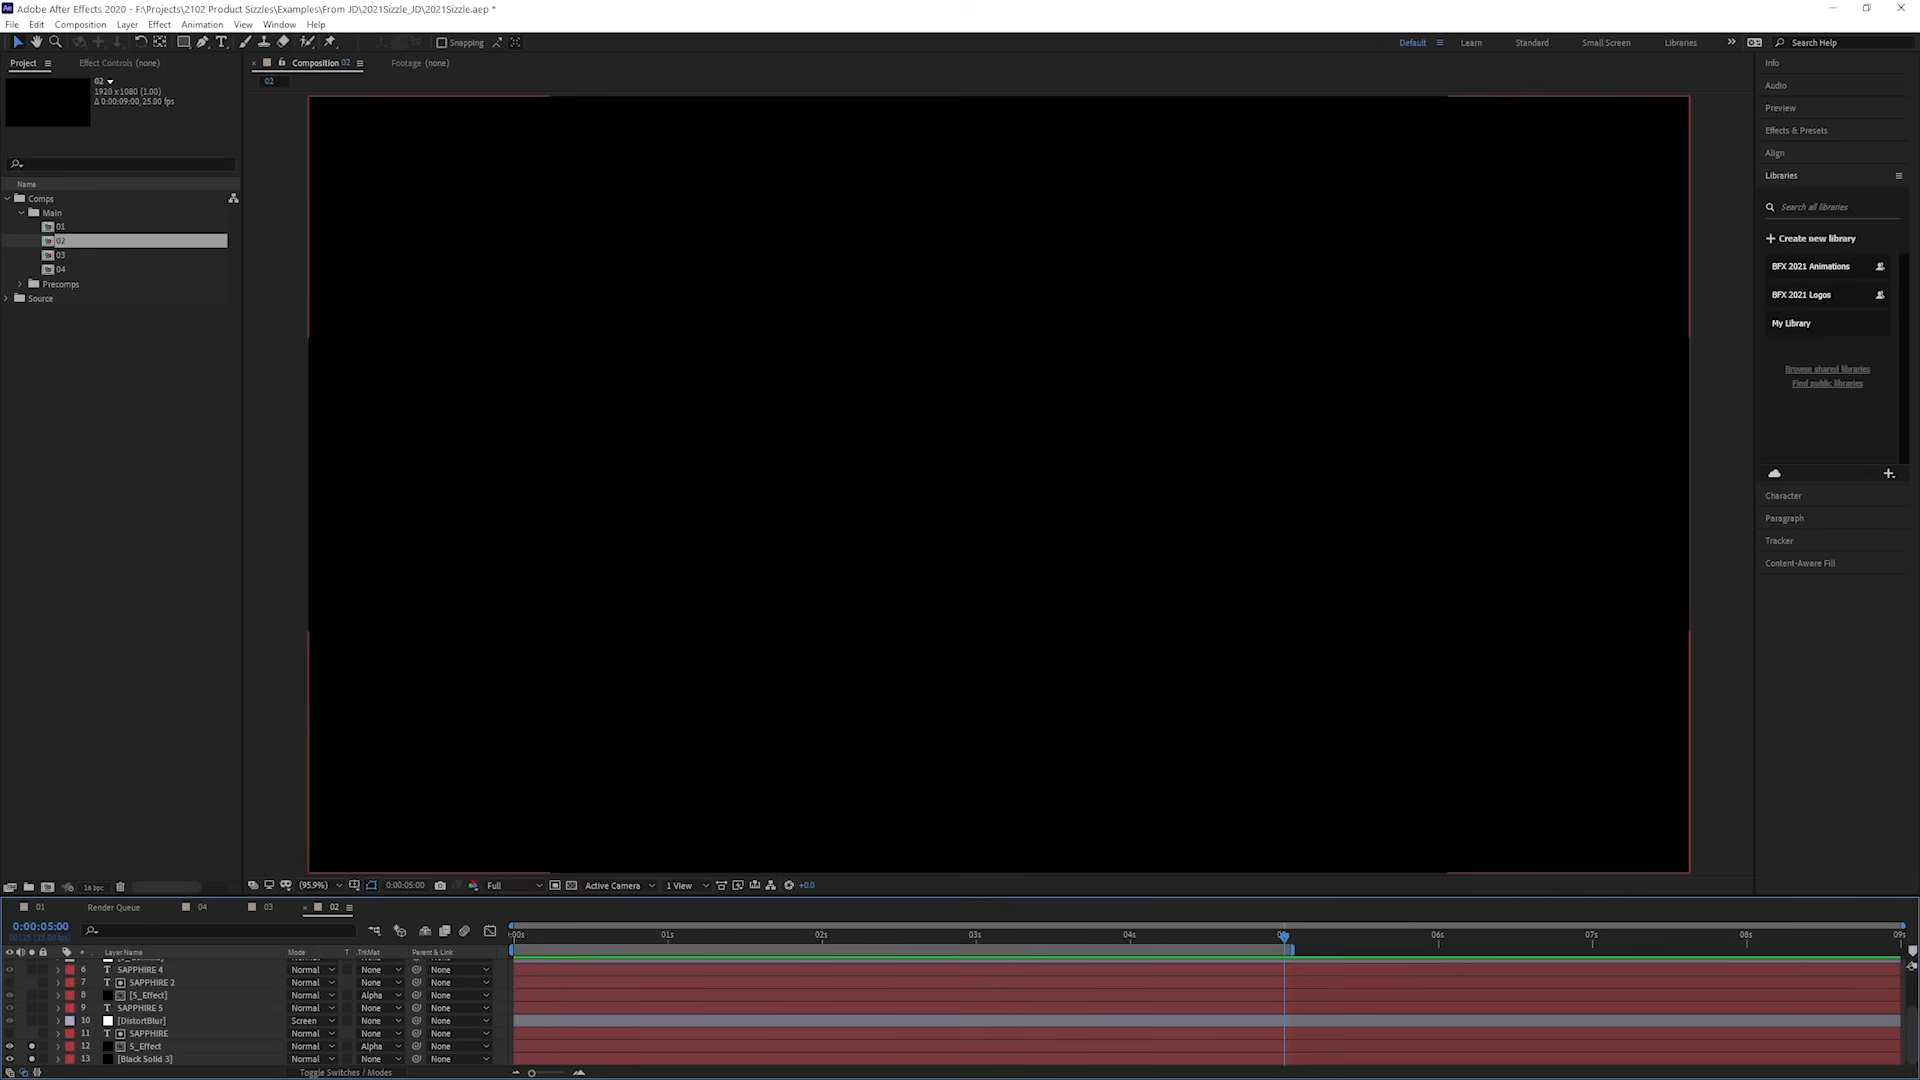 Adobe After Effects 2020 - F:\Projects\2102 Product Sizzles\Examples\From JD\2021Sizzle_JD\2021Sizzle.aep *
File Edit Composition Layer Effect Animation View Window Help
Snapping
Default Learn Standard Small Screen Libraries Search Help
Project Effect Controls (none)
Composition 02 Footage (none)
02
02
1920 x 1080 (1.00)
Δ 0:00:09:00, 25.00 fps
Name
Comps
Main
01
02
03
04
Precomps
Source
Info
Audio
Preview
Effects & Presets
Align
Libraries
Search all libraries
Create new library
BFX 2021 Animations
BFX 2021 Logos
My Library
Browse shared libraries
Find public libraries
Character
Paragraph
Tracker
Content-Aware Fill
16 bpc
(95.9%) 0:00:05:00 Full Active Camera 1 View +0.0
01 Render Queue 04 03 02
0:00:05:00
00125 (25.00 fps)
:00s 01s 02s 03s 04s 06s 07s 08s 09s
# Layer Name Mode T .TrkMat Parent & Link
6 T SAPPHIRE 4 Normal None None
7 T SAPPHIRE 2 Normal None None
8 [S_Effect] Normal Alpha None
9 T SAPPHIRE 5 Normal None None
10 [DistortBlur] Screen None None
11 T SAPPHIRE Normal None None
12 S_Effect Normal Alpha None
13 [Black Solid 3] Normal None None
Toggle Switches / Modes